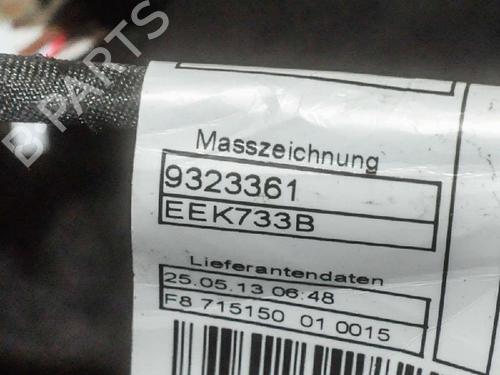 B PARTS
Masszeichnung
9323361
EEK733B
Lieferantendaten
25.05.13 06:48
F8 715150 01 0015